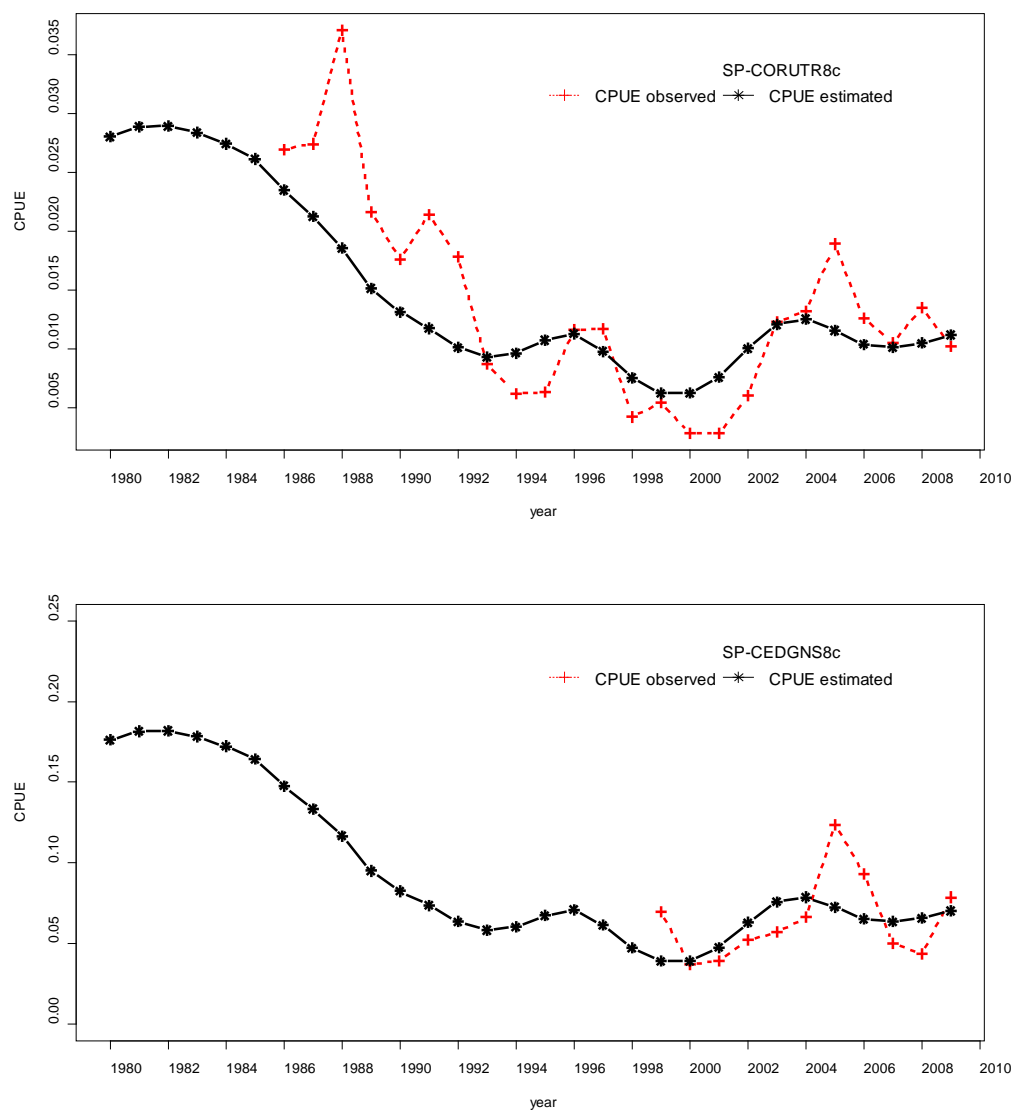 0.035
0.030
0.025
0.020
0.015
0.010
0.005
CPUE
SP-CORUTR8c
CPUE observed CPUE estimated
1980 1982 1984 1986 1988 1990 1992 1994 1996 1998 2000 2002 2004 2006 2008 2010
year
0.25
0.20
0.15
0.10
0.05
0.00
CPUE
SP-CEDGNS8c
CPUE observed CPUE estimated
1980 1982 1984 1986 1988 1990 1992 1994 1996 1998 2000 2002 2004 2006 2008 2010
year